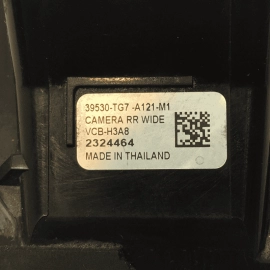 39530-TG7 -A121-M1
CAMERA RR WIDE
VCB-H3A8
2324464
MADE IN THAILAND